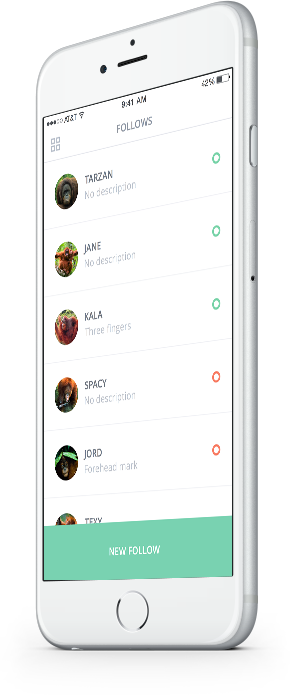 AT&T 9:41 AM 42%
FOLLOWS
TARZAN
No description
JANE
No description
KALA
Three fingers
SPACY
No description
JORD
Forehead mark
TEXY
NEW FOLLOW